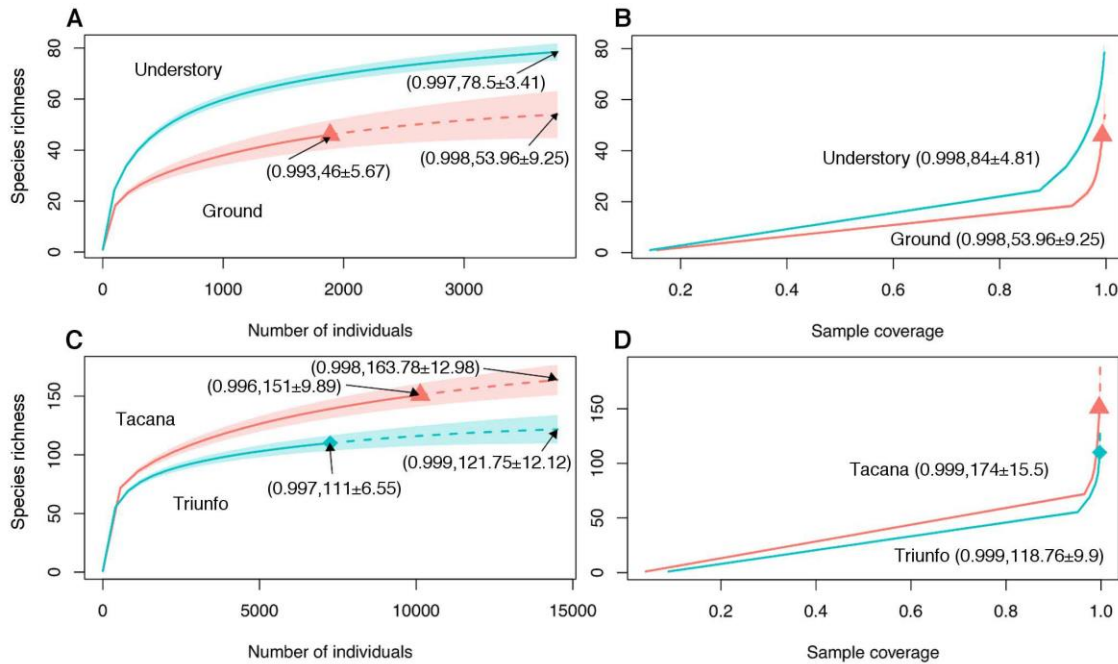 A
Species richness
80
60
40
20
0
Understory
(0.997,78.5±3.41)
(0.998,53.96±9.25)
(0.993,46±5.67)
Ground
0
1000
2000
3000
Number of individuals
B
80
60
40
20
0
Understory (0.998,84±4.81)
Ground (0.998,53.96±9.25)
0.2
0.4
0.6
0.8
1.0
Sample coverage
C
Species richness
150
100
50
0
(0.998,163.78±12.98)
(0.996,151±9.89)
Tacana
(0.999,121.75±12.12)
(0.997,111±6.55)
Triunfo
0
5000
10000
15000
Number of individuals
D
150
100
50
0
Tacana (0.999,174±15.5)
Triunfo (0.999,118.76±9.9)
0.2
0.4
0.6
0.8
1.0
Sample coverage